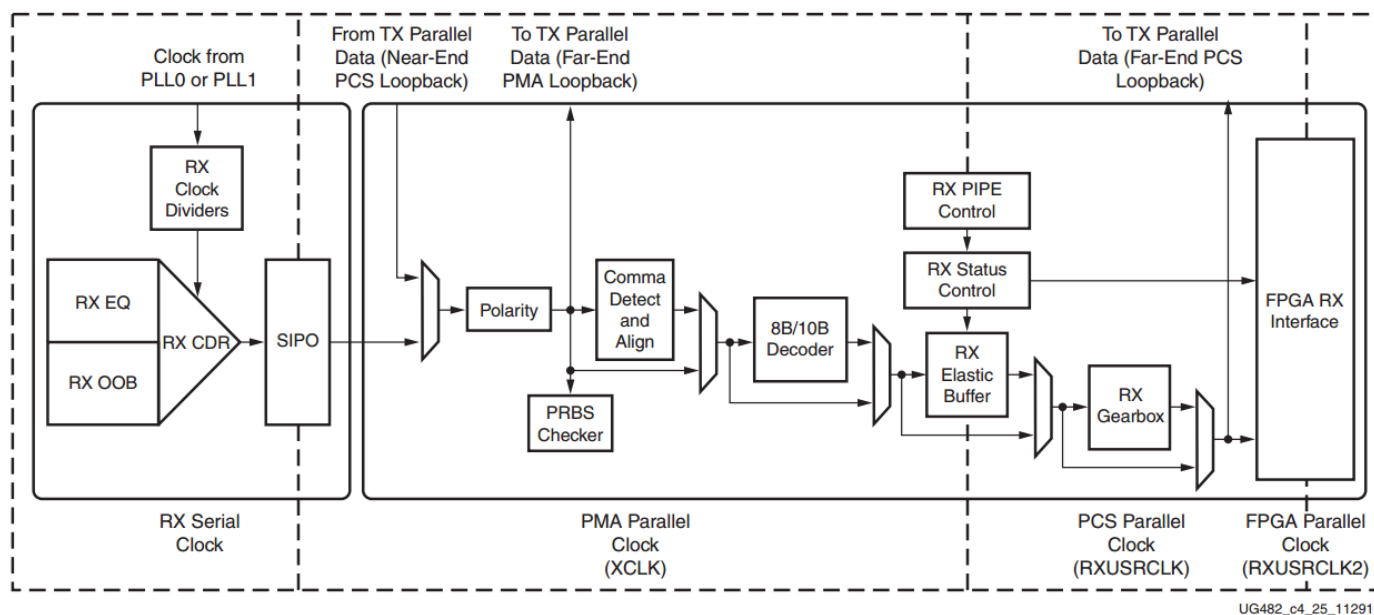 Clock from
PLL0 or PLL1
From TX Parallel
Data (Near-End
PCS Loopback)
To TX Parallel
Data (Far-End
PMA Loopback)
To TX Parallel
Data (Far-End PCS
Loopback)
RX
Clock
Dividers
RX EQ
RX OOB
RX CDR
SIPO
Polarity
PRBS
Checker
Comma
Detect
and
Align
8B/10B
Decoder
RX PIPE
Control
RX Status
Control
RX
Elastic
Buffer
RX
Gearbox
FPGA RX
Interface
RX Serial
Clock
PMA Parallel
Clock
(XCLK)
PCS Parallel
Clock
(RXUSRCLK)
FPGA Parallel
Clock
(RXUSRCLK2)
UG482_c4_25_11291